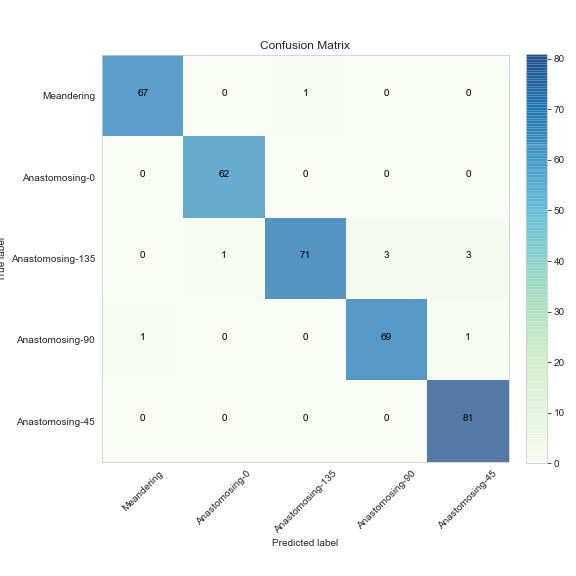 Confusion Matrix
Meandering
67 0 1 0 0
Anastomosing-0
0 62 0 0 0
Anastomosing-135
0 1 71 3 3
Anastomosing-90
1 0 0 69 1
Anastomosing-45
0 0 0 0 81
True label
Meandering
Anastomosing-0
Anastomosing-135
Anastomosing-90
Anastomosing-45
Predicted label
80
70
60
50
40
30
20
10
0